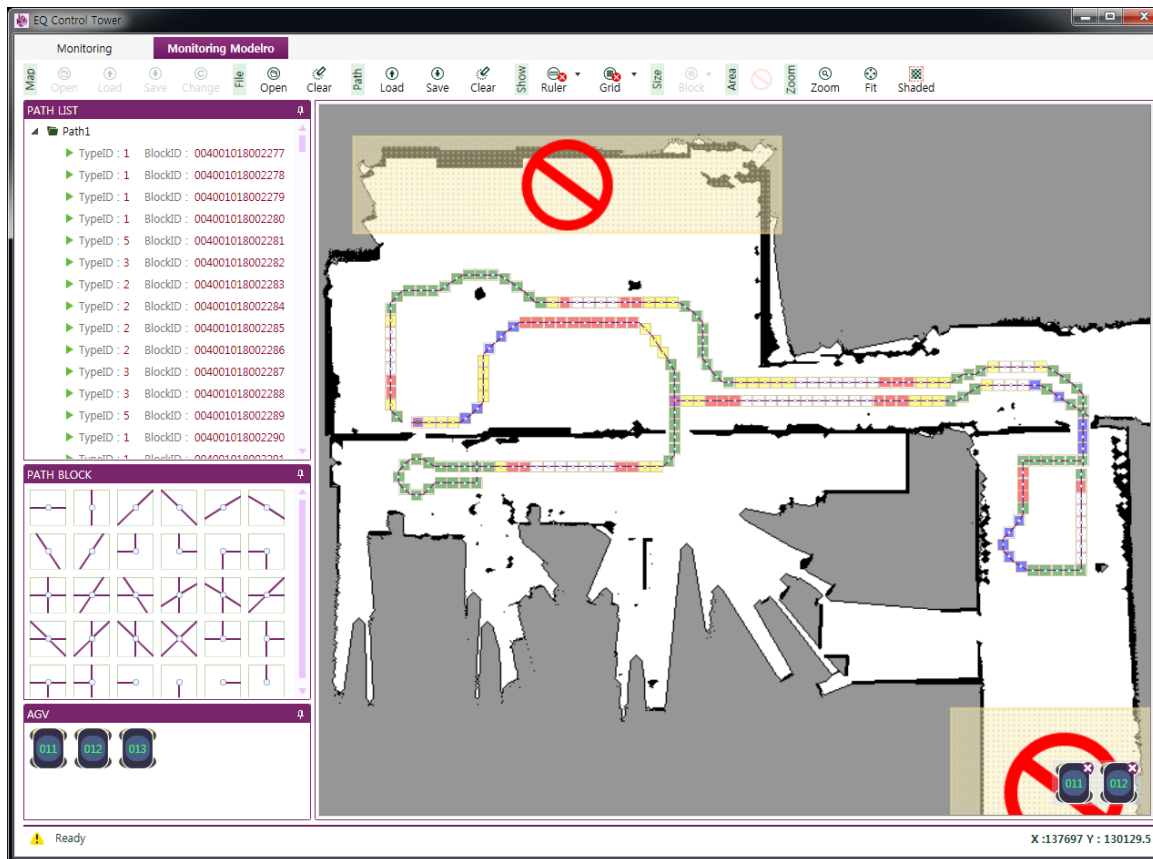 EQ Control Tower
Monitoring Monitoring Modelro
Map Open Load Save Change File Open Clear Path Load Save Clear Show Ruler Grid Size Block Area Zoom Zoom Fit Shaded
PATH LIST
Path1
TypeID : 1 BlockID : 004001018002277
TypeID : 1 BlockID : 004001018002278
TypeID : 1 BlockID : 004001018002279
TypeID : 1 BlockID : 004001018002280
TypeID : 5 BlockID : 004001018002281
TypeID : 3 BlockID : 004001018002282
TypeID : 2 BlockID : 004001018002283
TypeID : 2 BlockID : 004001018002284
TypeID : 2 BlockID : 004001018002285
TypeID : 2 BlockID : 004001018002286
TypeID : 3 BlockID : 004001018002287
TypeID : 3 BlockID : 004001018002288
TypeID : 5 BlockID : 004001018002289
TypeID : 1 BlockID : 004001018002290
TypeID : 1 BlockID : 004001018002291
PATH BLOCK
AGV
011 012 013
011 012
Ready
X :137697 Y : 130129.5